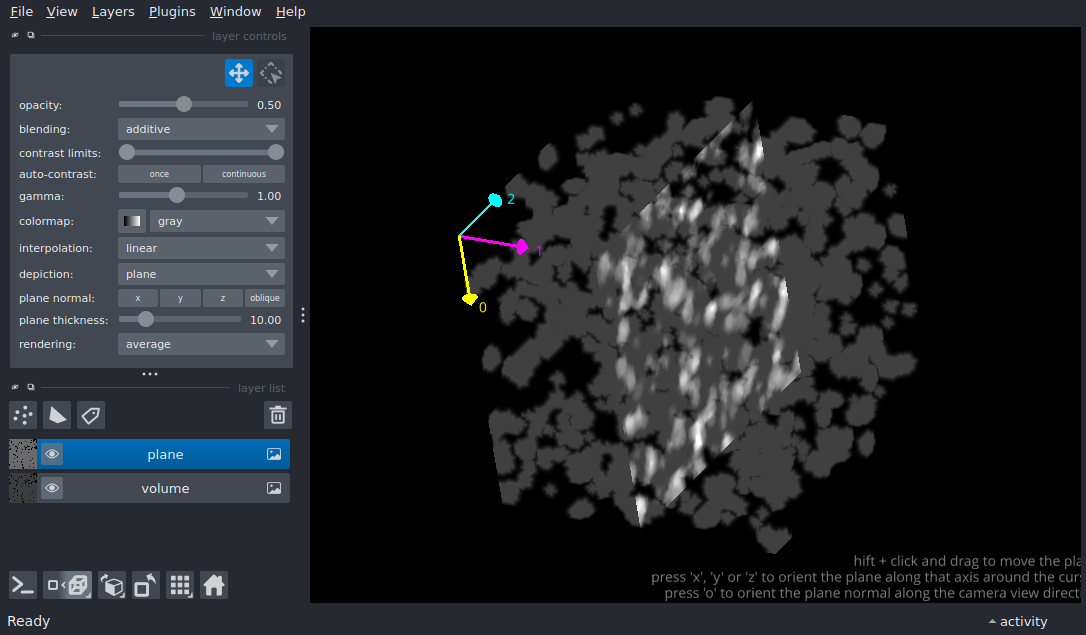 File View Layers Plugins Window Help
layer controls
opacity: 0.50
blending: additive
contrast limits:
auto-contrast: once continuous
gamma: 1.00
colormap: gray
interpolation: linear
depiction: plane
plane normal: x y z oblique
plane thickness: 10.00
rendering: average
layer list
plane
volume
2
1
0
hift + click and drag to move the pla
press 'x', 'y' or 'z' to orient the plane along that axis around the curs
press 'o' to orient the plane normal along the camera view direct
Ready activity